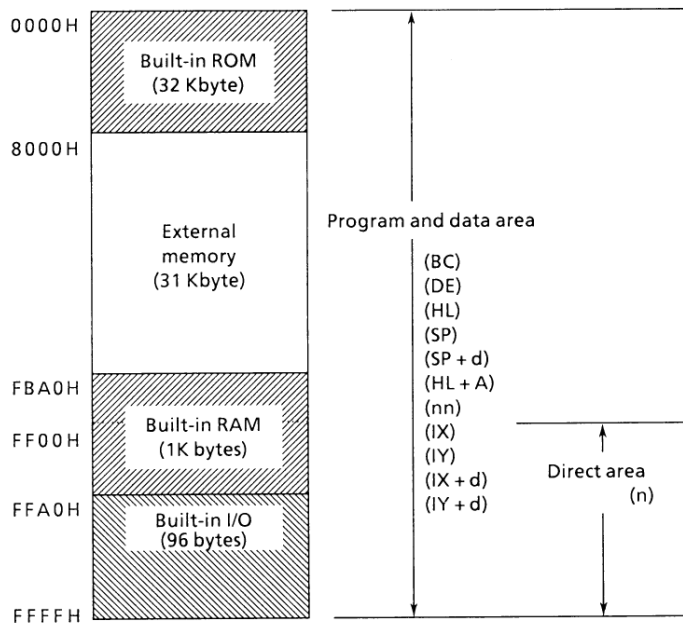 0000H
Built-in ROM
(32 Kbyte)
8000H
External
memory
(31 Kbyte)
FBA0H
Built-in RAM
(1K bytes)
FF00H
FFA0H
Built-in I/O
(96 bytes)
FFFFH
Program and data area
(BC)
(DE)
(HL)
(SP)
(SP + d)
(HL + A)
(nn)
(IX)
(IY)
(IX + d)
(IY + d)
Direct area
(n)